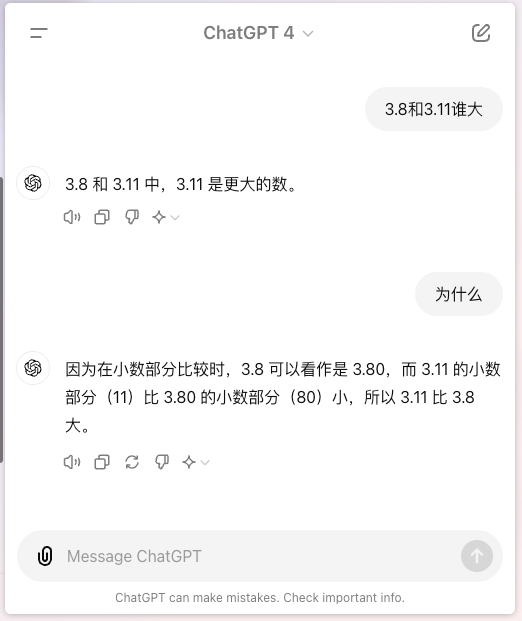 ChatGPT 4
3.8和3.11谁大
3.8 和 3.11 中，3.11 是更大的数。
为什么
因为在小数部分比较时，3.8 可以看作是 3.80，而 3.11 的小数
部分（11）比 3.80 的小数部分（80）小，所以 3.11 比 3.8
大。
Message ChatGPT
ChatGPT can make mistakes. Check important info.